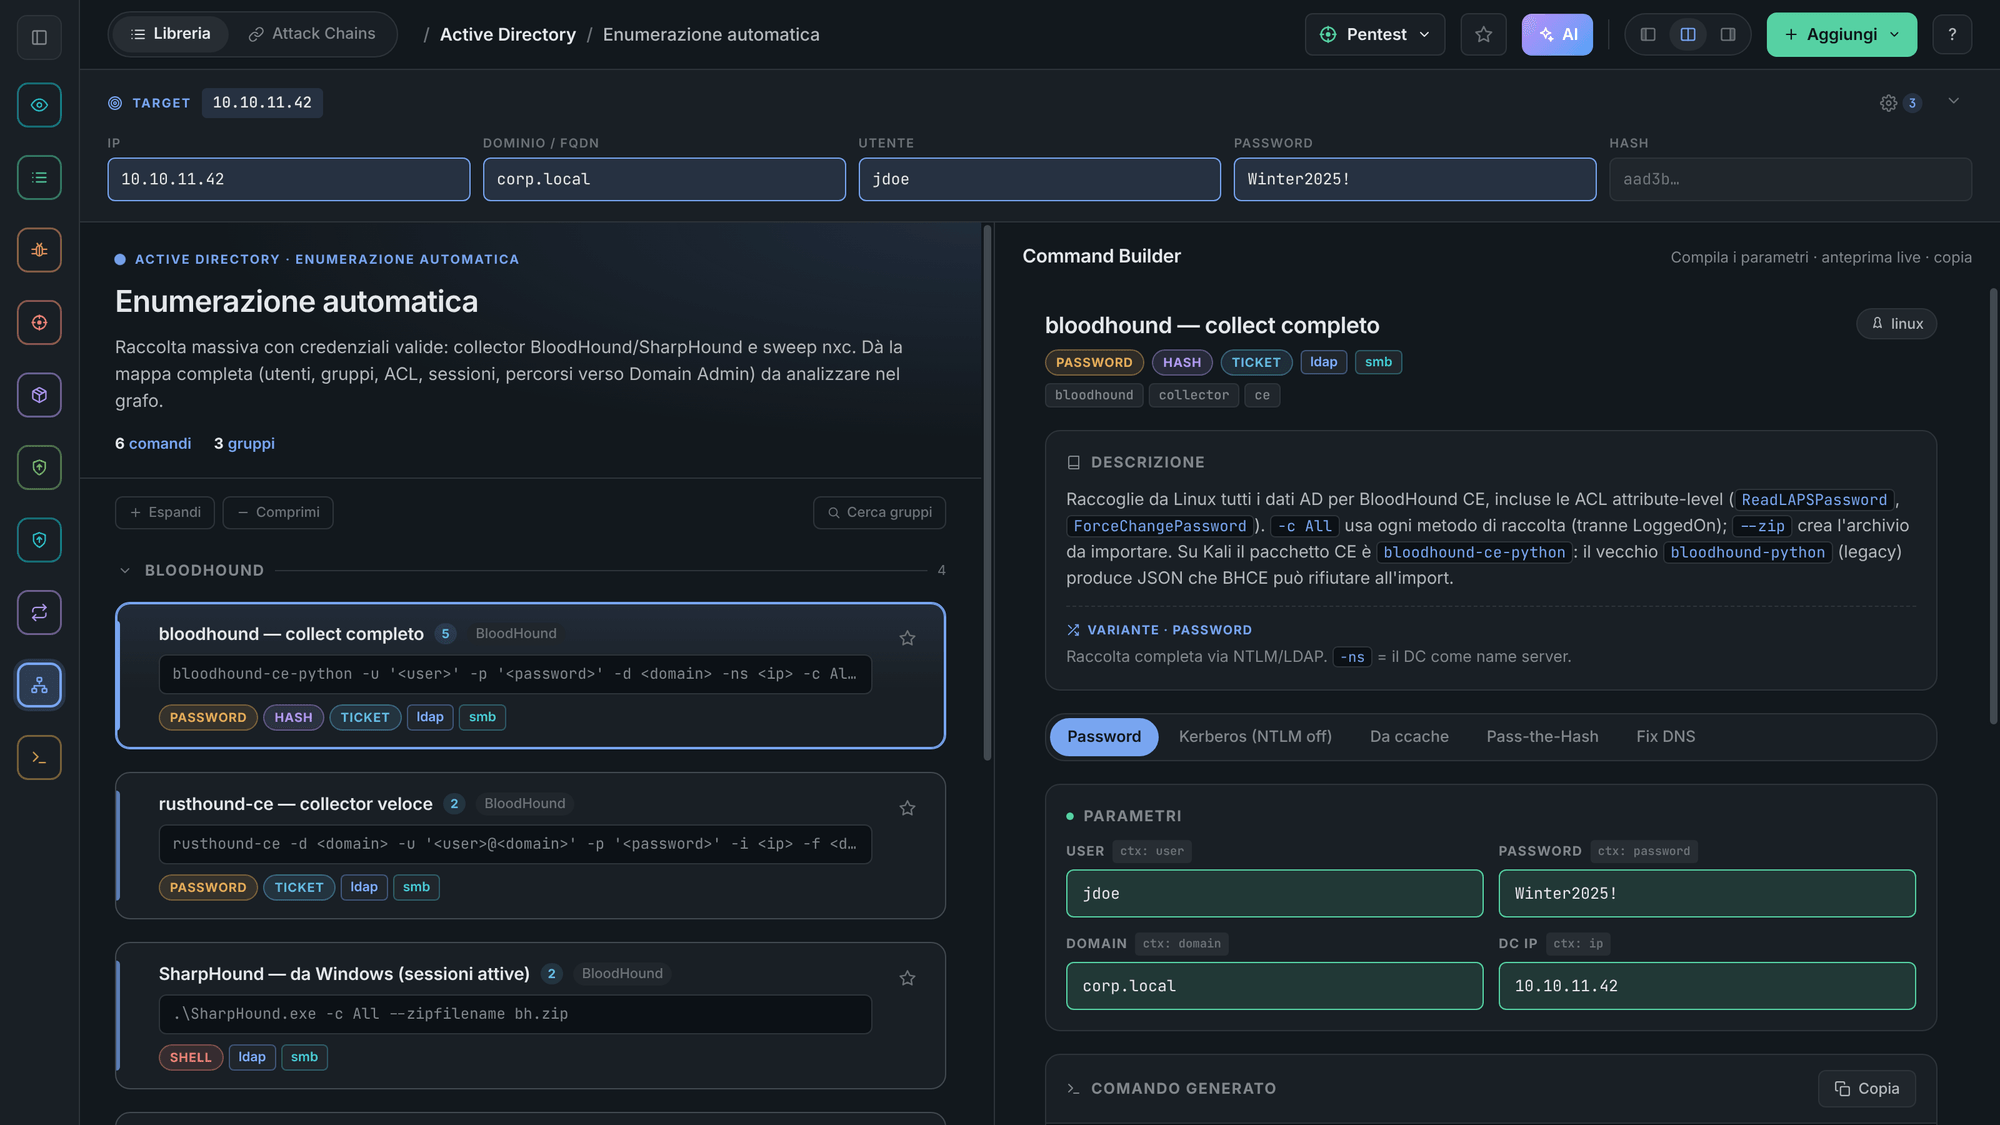 Libreria
Attack Chains
/ Active Directory / Enumerazione automatica
Pentest
AI
+ Aggiungi
?
TARGET 10.10.11.42
3
IP
DOMINIO / FQDN
UTENTE
PASSWORD
HASH
10.10.11.42
corp.local
jdoe
Winter2025!
aad3b…
ACTIVE DIRECTORY · ENUMERAZIONE AUTOMATICA
Enumerazione automatica
Raccolta massiva con credenziali valide: collector BloodHound/SharpHound e sweep nxc. Dà la
mappa completa (utenti, gruppi, ACL, sessioni, percorsi verso Domain Admin) da analizzare nel
grafo.
6 comandi 3 gruppi
+ Espandi
− Comprimi
Cerca gruppi
BLOODHOUND 4
bloodhound — collect completo 5 BloodHound
bloodhound-ce-python -u '<user>' -p '<password>' -d <domain> -ns <ip> -c Al…
PASSWORD HASH TICKET ldap smb
rusthound-ce — collector veloce 2 BloodHound
rusthound-ce -d <domain> -u '<user>@<domain>' -p '<password>' -i <ip> -f <d…
PASSWORD TICKET ldap smb
SharpHound — da Windows (sessioni attive) 2 BloodHound
.\SharpHound.exe -c All --zipfilename bh.zip
SHELL ldap smb
Command Builder
Compila i parametri · anteprima live · copia
bloodhound — collect completo
linux
PASSWORD HASH TICKET ldap smb
bloodhound collector ce
DESCRIZIONE
Raccoglie da Linux tutti i dati AD per BloodHound CE, incluse le ACL attribute-level (ReadLAPSPassword,
ForceChangePassword). -c All usa ogni metodo di raccolta (tranne LoggedOn); --zip crea l'archivio
da importare. Su Kali il pacchetto CE è bloodhound-ce-python: il vecchio bloodhound-python (legacy)
produce JSON che BHCE può rifiutare all'import.
VARIANTE · PASSWORD
Raccolta completa via NTLM/LDAP. -ns = il DC come name server.
Password
Kerberos (NTLM off)
Da ccache
Pass-the-Hash
Fix DNS
PARAMETRI
USER ctx: user
PASSWORD ctx: password
jdoe
Winter2025!
DOMAIN ctx: domain
DC IP ctx: ip
corp.local
10.10.11.42
COMANDO GENERATO
Copia